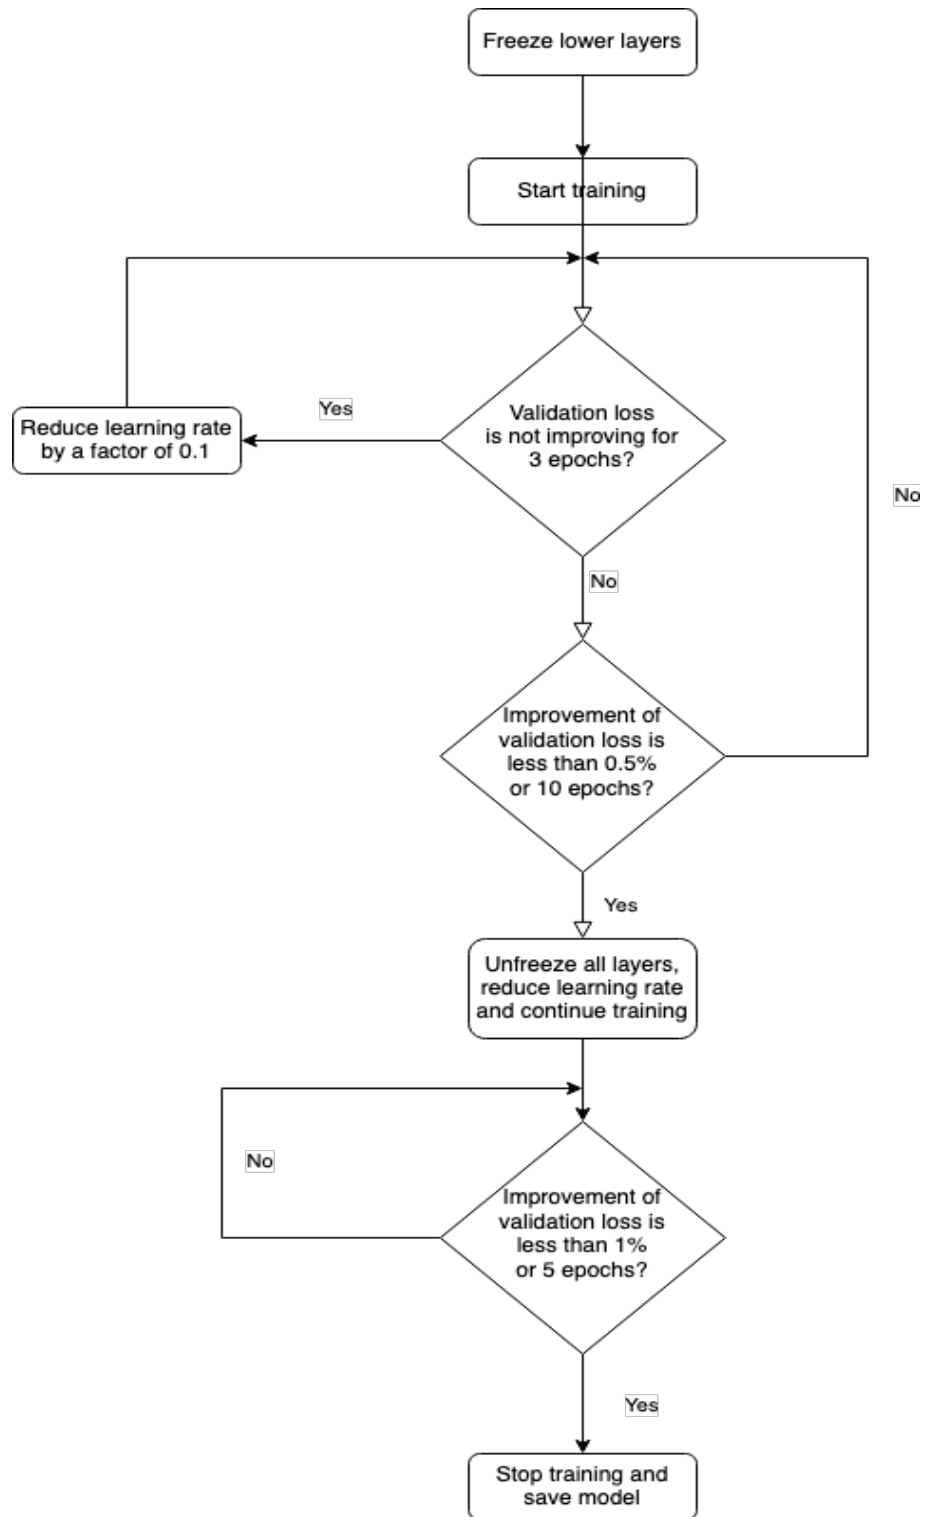 Freeze lower layers
Start training
Yes
Validation loss
is not improving for
3 epochs?
Reduce learning rate
by a factor of 0.1
No
No
Improvement of
validation loss is
less than 0.5%
or 10 epochs?
Yes
Unfreeze all layers,
reduce learning rate
and continue training
No
Improvement of
validation loss is
less than 1%
or 5 epochs?
Yes
Stop training and
save model